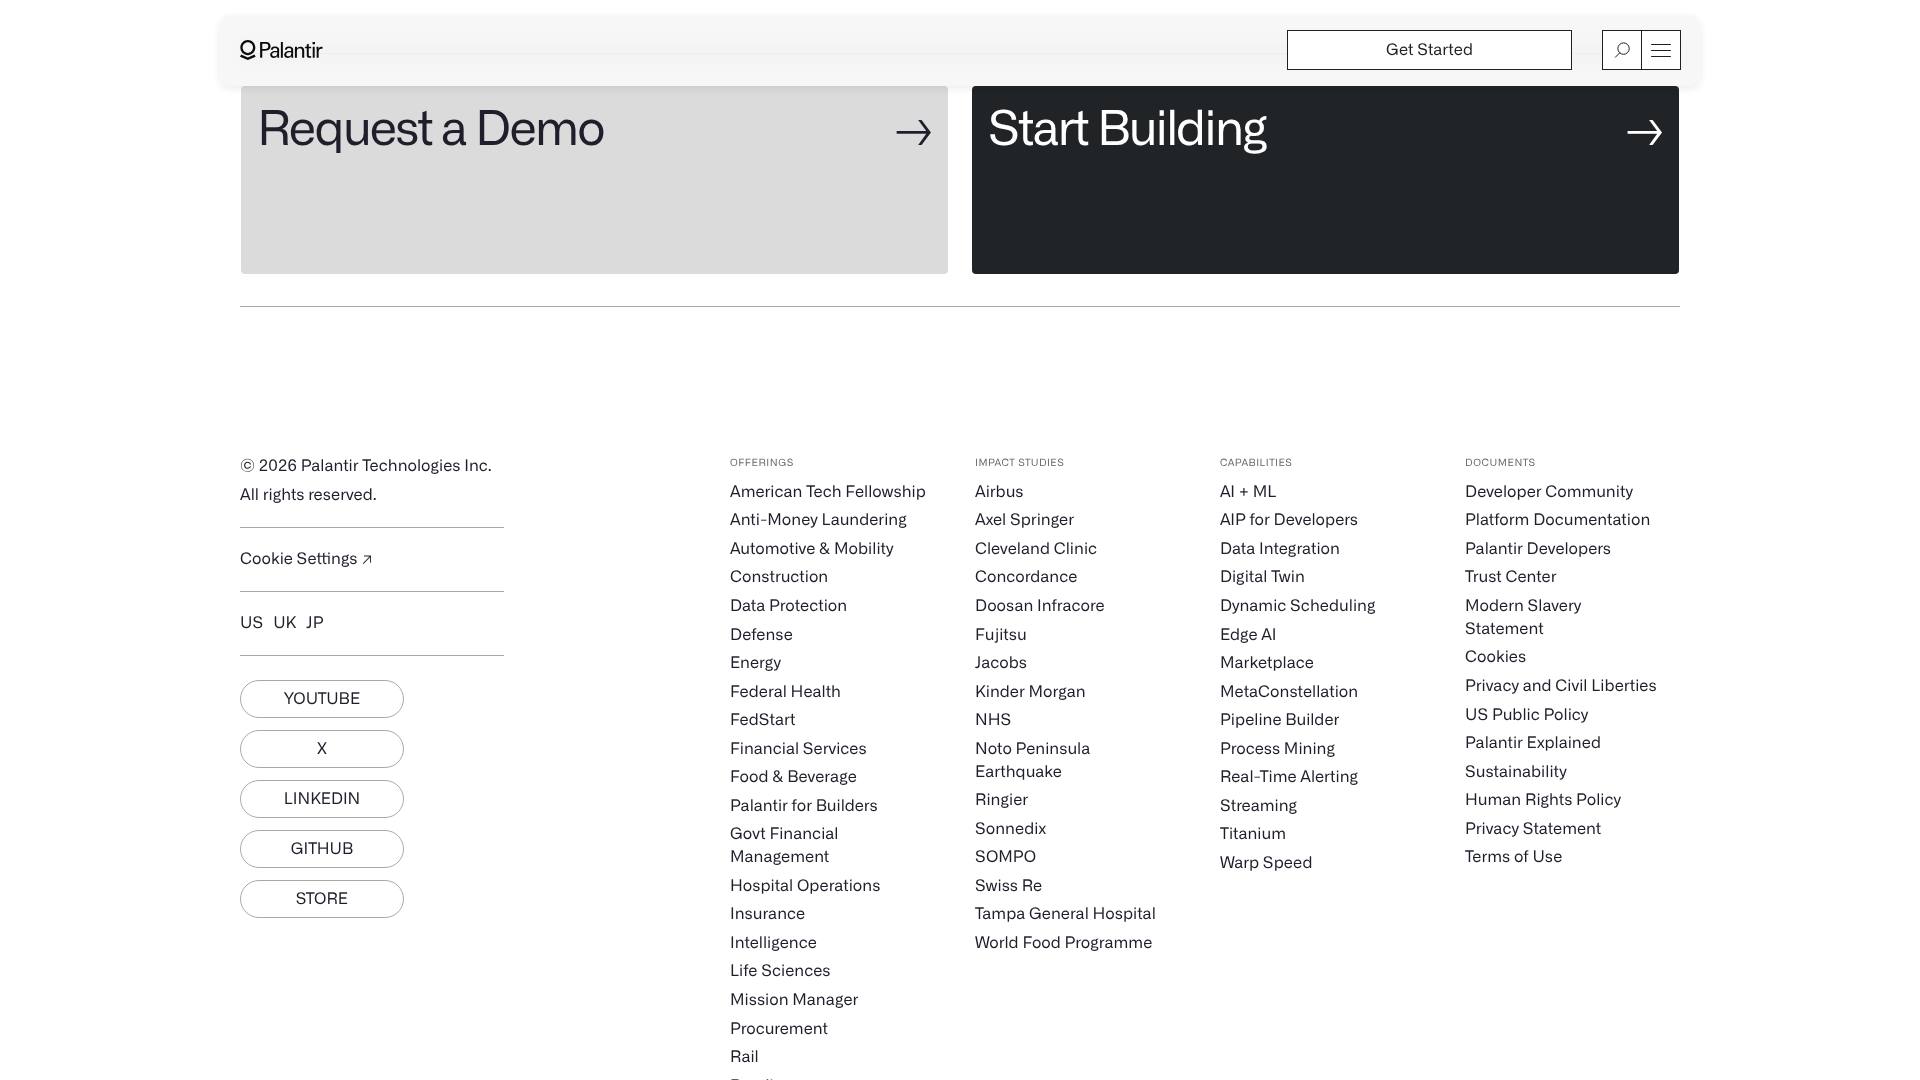 Palantir
Get Started
Request a Demo
Start Building
© 2026 Palantir Technologies Inc.
All rights reserved.
Cookie Settings ↗
US UK JP
YOUTUBE
X
LINKEDIN
GITHUB
STORE
OFFERINGS
American Tech Fellowship
Anti-Money Laundering
Automotive & Mobility
Construction
Data Protection
Defense
Energy
Federal Health
FedStart
Financial Services
Food & Beverage
Palantir for Builders
Govt Financial
Management
Hospital Operations
Insurance
Intelligence
Life Sciences
Mission Manager
Procurement
Rail
IMPACT STUDIES
Airbus
Axel Springer
Cleveland Clinic
Concordance
Doosan Infracore
Fujitsu
Jacobs
Kinder Morgan
NHS
Noto Peninsula
Earthquake
Ringier
Sonnedix
SOMPO
Swiss Re
Tampa General Hospital
World Food Programme
CAPABILITIES
AI + ML
AIP for Developers
Data Integration
Digital Twin
Dynamic Scheduling
Edge AI
Marketplace
MetaConstellation
Pipeline Builder
Process Mining
Real-Time Alerting
Streaming
Titanium
Warp Speed
DOCUMENTS
Developer Community
Platform Documentation
Palantir Developers
Trust Center
Modern Slavery
Statement
Cookies
Privacy and Civil Liberties
US Public Policy
Palantir Explained
Sustainability
Human Rights Policy
Privacy Statement
Terms of Use